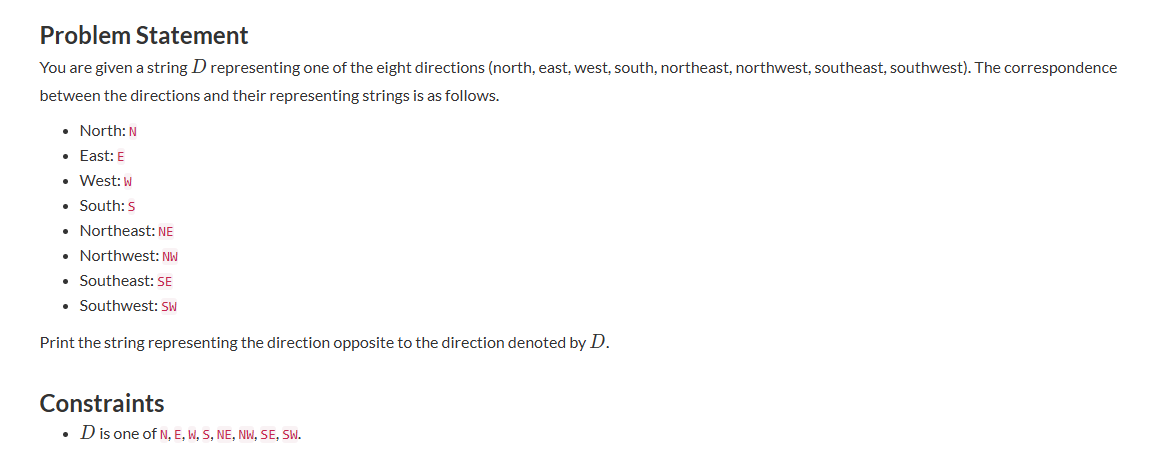 Problem Statement
You are given a string D representing one of the eight directions (north, east, west, south, northeast, northwest, southeast, southwest). The correspondence
between the directions and their representing strings is as follows.
• North: N
• East: E
• West: W
• South: S
• Northeast: NE
• Northwest: NW
• Southeast: SE
• Southwest: SW
Print the string representing the direction opposite to the direction denoted by D.
Constraints
• D is one of N, E, W, S, NE, NW, SE, SW.